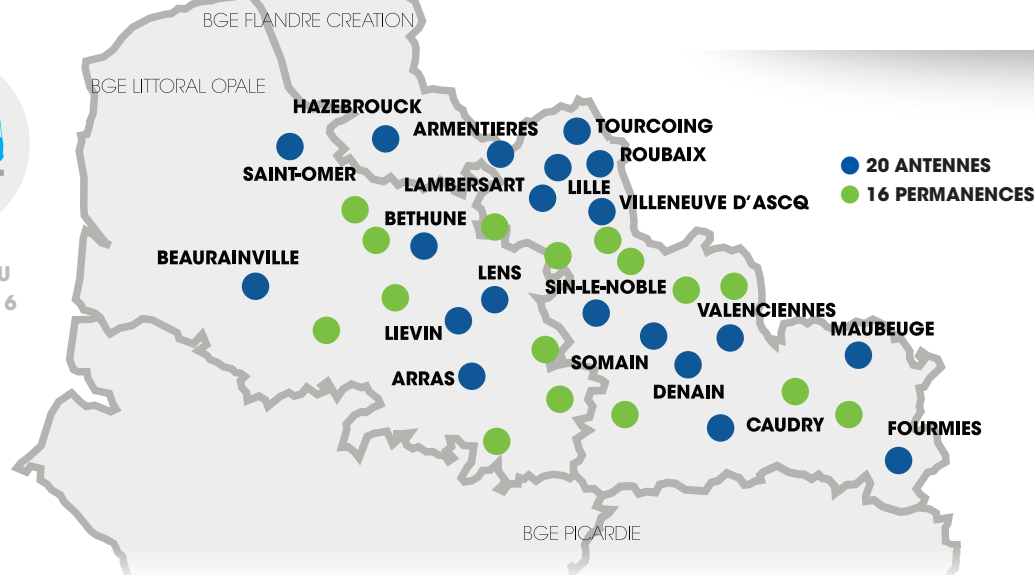 BGE FLANDRE CREATION
BGE LITTORAL OPALE
HAZEBROUCK
ARMENTIERES
TOURCOING
ROUBAIX
20 ANTENNES
SAINT-OMER
LAMBERSART
LILLE
16 PERMANENCES
VILLENEUVE D'ASCQ
BETHUNE
BEAURAINVILLE
U
LENS
6
SIN-LE-NOBLE
VALENCIENNES
LIEVIN
MAUBEUGE
SOMAIN
ARRAS
DENAIN
CAUDRY
FOURMIES
BGE PICARDIE